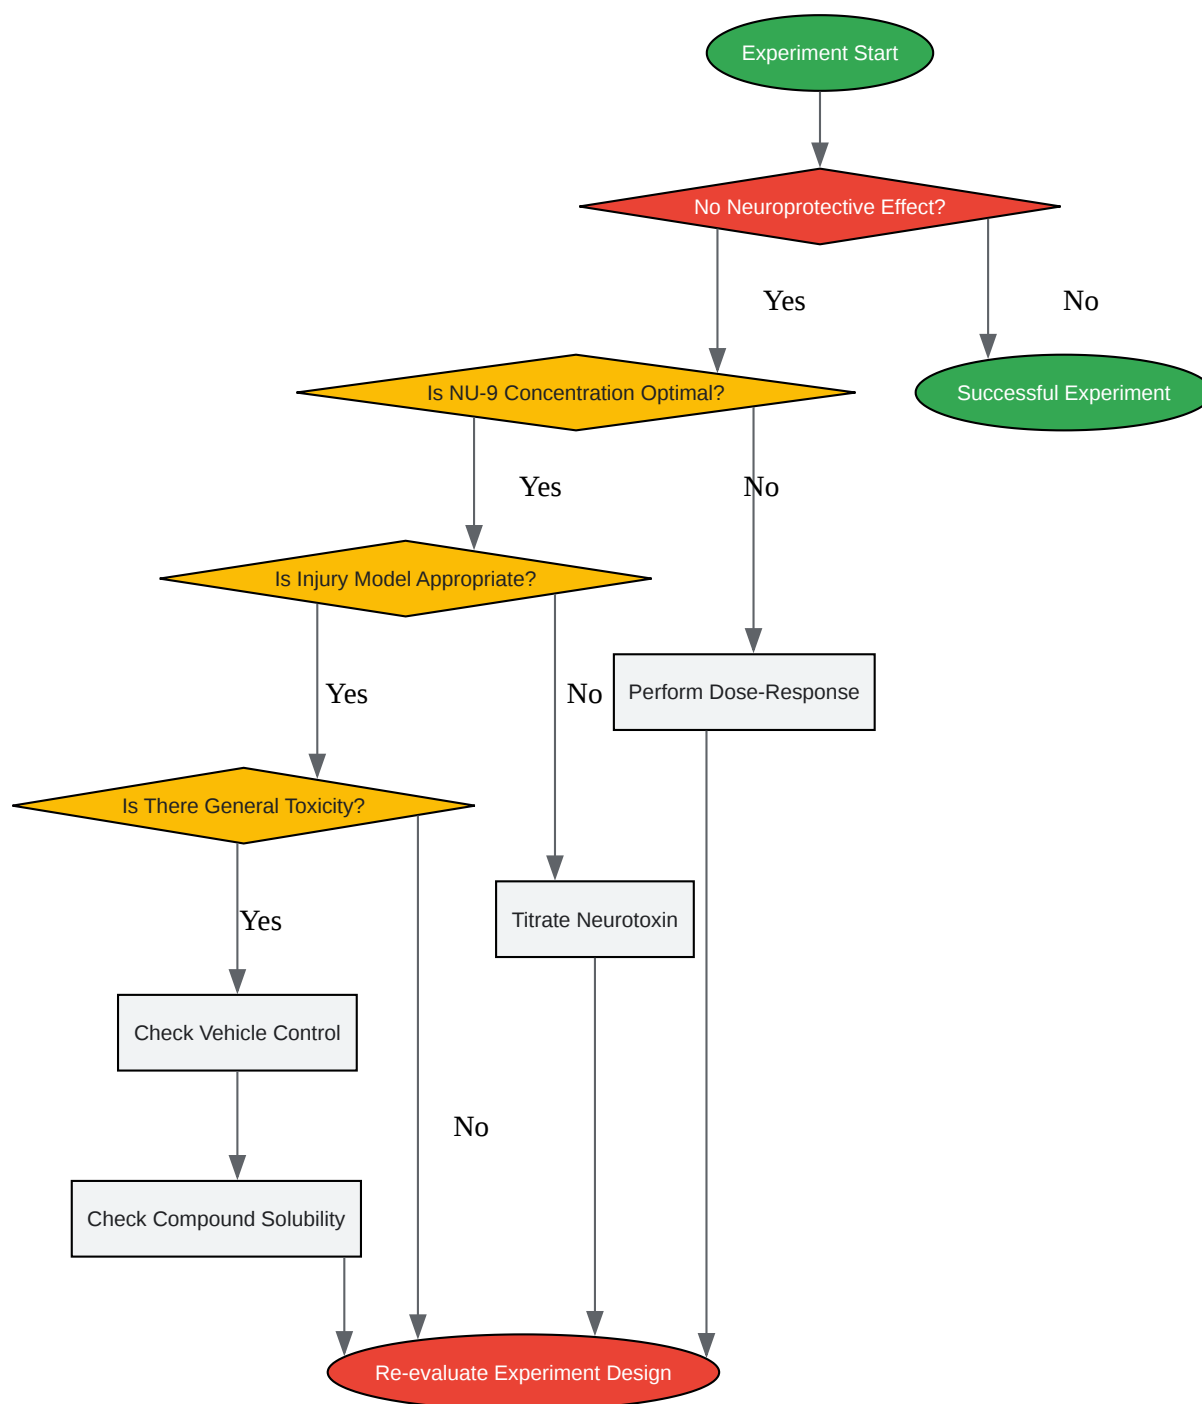 Experiment Start
No Neuroprotective Effect?
Yes
No
Is NU-9 Concentration Optimal?
Successful Experiment
Yes
No
Is Injury Model Appropriate?
Yes
No
Perform Dose-Response
Is There General Toxicity?
Yes
Titrate Neurotoxin
Check Vehicle Control
No
Check Compound Solubility
Re-evaluate Experiment Design